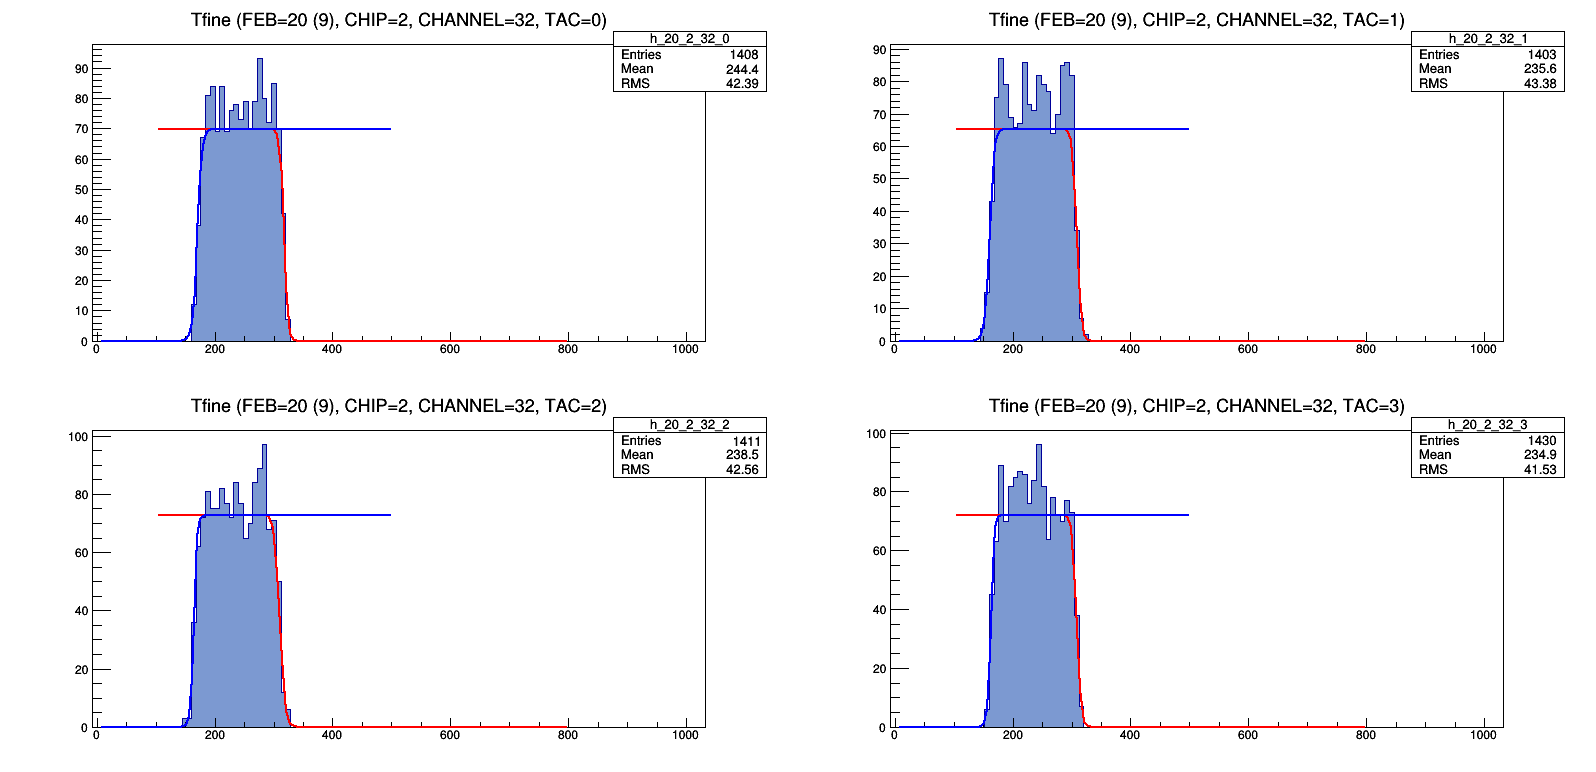 Tfine (FEB=20 (9), CHIP=2, CHANNEL=32, TAC=0)
h_20_2_32_0
Entries 1408
Mean 244.4
RMS 42.39
90
80
70
60
50
40
30
20
10
0
0 200 400 600 800 1000
Tfine (FEB=20 (9), CHIP=2, CHANNEL=32, TAC=1)
h_20_2_32_1
Entries 1403
Mean 235.6
RMS 43.38
90
80
70
60
50
40
30
20
10
0
0 200 400 600 800 1000
Tfine (FEB=20 (9), CHIP=2, CHANNEL=32, TAC=2)
h_20_2_32_2
Entries 1411
Mean 238.5
RMS 42.56
100
80
60
40
20
0
0 200 400 600 800 1000
Tfine (FEB=20 (9), CHIP=2, CHANNEL=32, TAC=3)
h_20_2_32_3
Entries 1430
Mean 234.9
RMS 41.53
100
80
60
40
20
0
0 200 400 600 800 1000